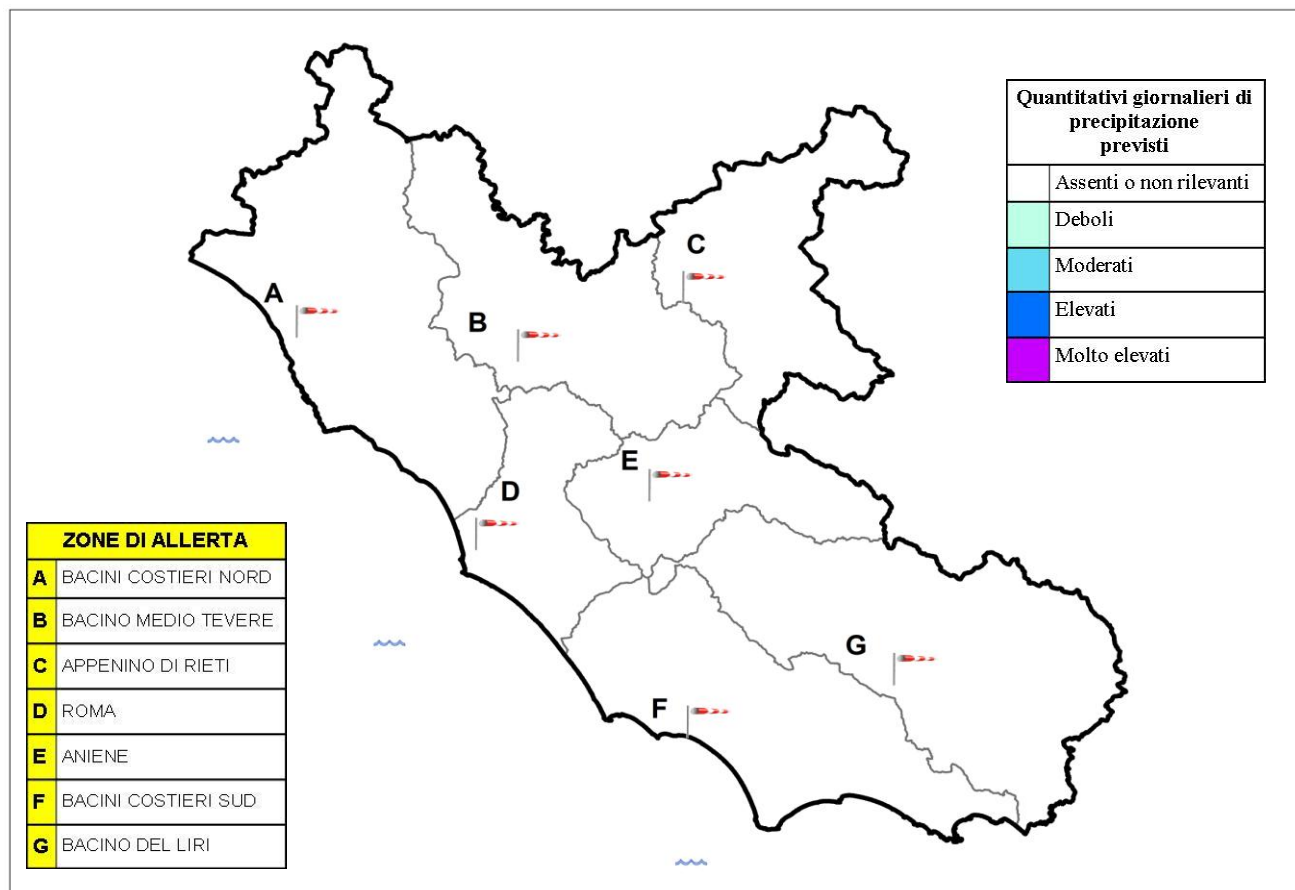 Quantitativi giornalieri di
precipitazione
previsti
Assenti o non rilevanti
Deboli
Moderati
Elevati
Molto elevati
C
A
B
E
D
G
F
ZONE DI ALLERTA
A BACINI COSTIERI NORD
B BACINO MEDIO TEVERE
C APPENINO DI RIETI
D ROMA
E ANIENE
F BACINI COSTIERI SUD
G BACINO DEL LIRI